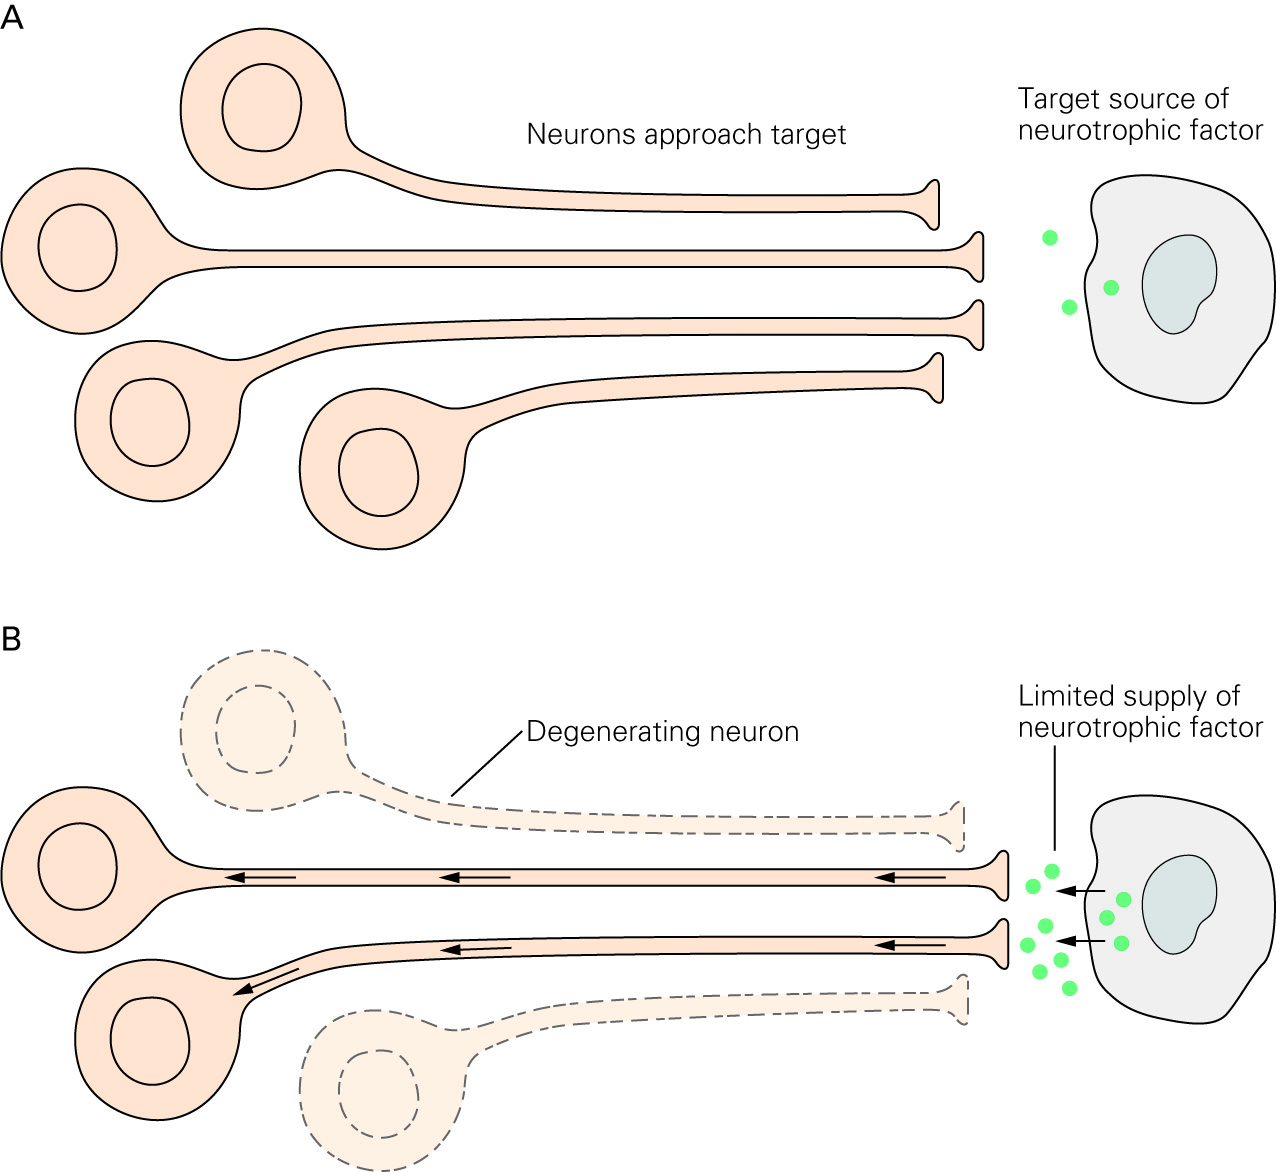 A
Target source of
neurotrophic factor
Neurons approach target
B
Limited supply of
neurotrophic factor
Degenerating neuron